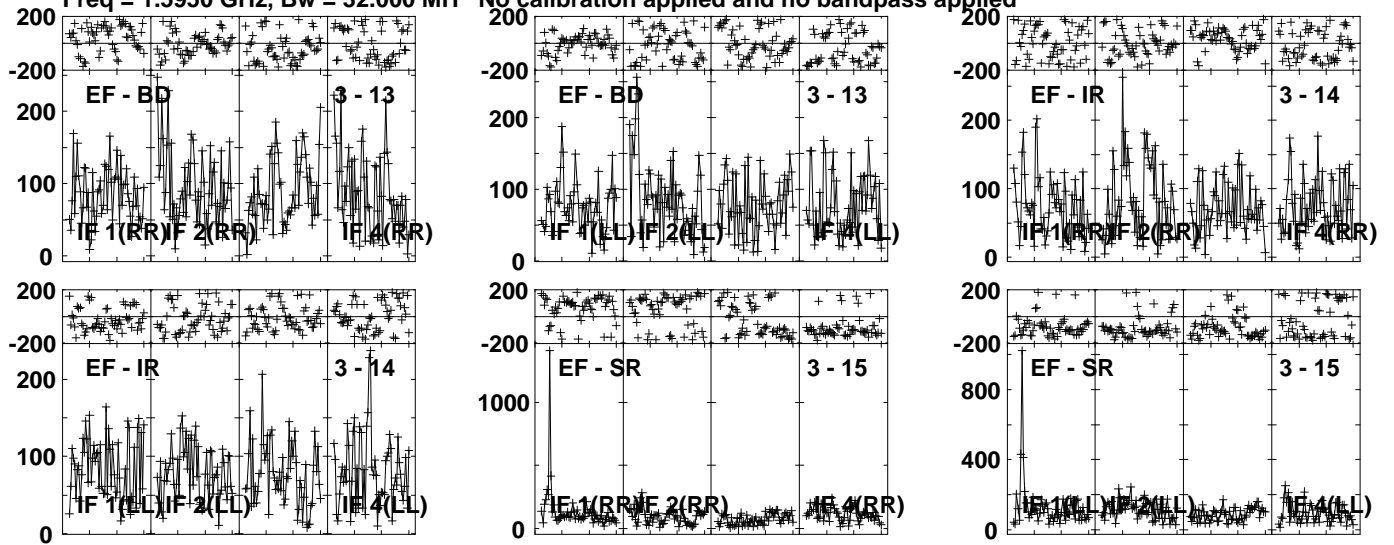 Freq = 1.5950 GHz, Bw = 32.000 MH No calibration applied and no bandpass applied
200
-200
EF - BD 3 - 13
200
100
0
IF 1(RR) IF 2(RR) IF 4(RR)
200
-200
EF - BD 3 - 13
200
100
0
IF 1(LL) IF 2(LL) IF 4(LL)
200
-200
EF - IR 3 - 14
200
100
0
IF 1(RR) IF 2(RR) IF 4(RR)
200
-200
EF - IR 3 - 14
200
100
0
IF 1(LL) IF 2(LL) IF 4(LL)
200
-200
EF - SR 3 - 15
1000
0
IF 1(RR) IF 2(RR) IF 4(RR)
200
-200
EF - SR 3 - 15
800
400
0
IF 1(LL) IF 2(LL) IF 4(LL)